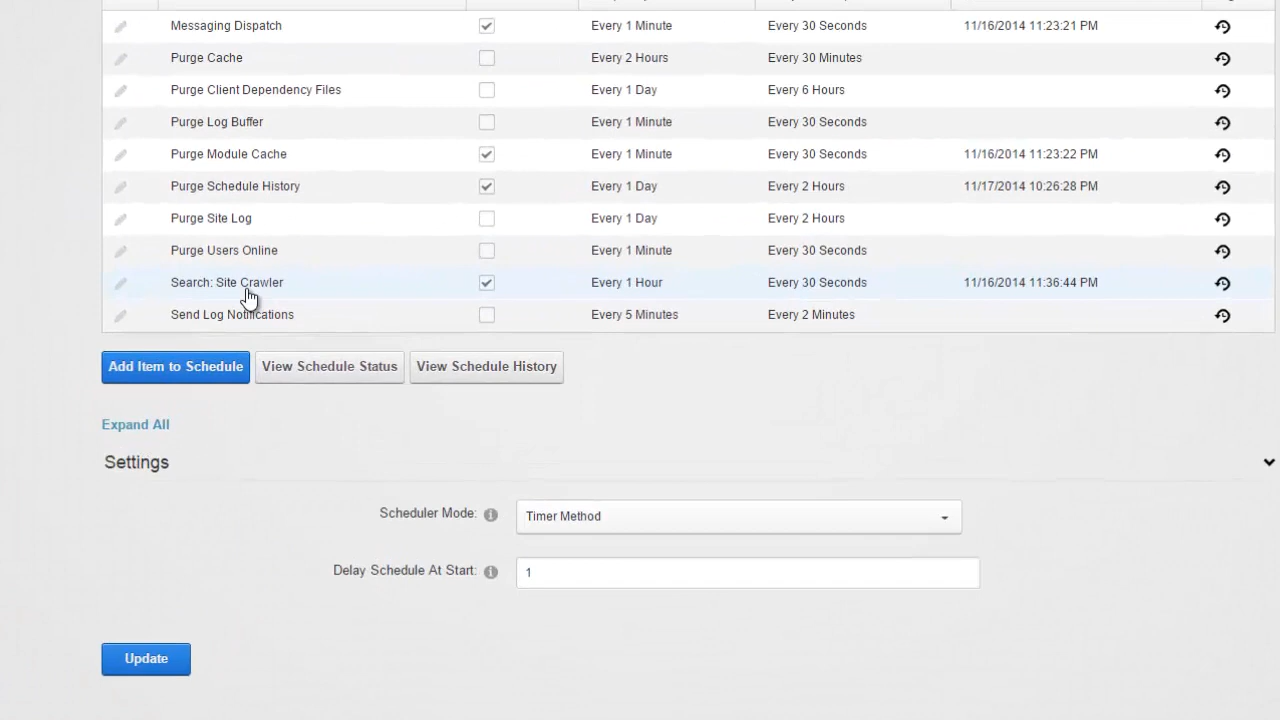 Messaging Dispatch Every 1 Minute Every 30 Seconds 11/16/2014 11:23:21 PM
Purge Cache Every 2 Hours Every 30 Minutes
Purge Client Dependency Files Every 1 Day Every 6 Hours
Purge Log Buffer Every 1 Minute Every 30 Seconds
Purge Module Cache Every 1 Minute Every 30 Seconds 11/16/2014 11:23:22 PM
Purge Schedule History Every 1 Day Every 2 Hours 11/17/2014 10:26:28 PM
Purge Site Log Every 1 Day Every 2 Hours
Purge Users Online Every 1 Minute Every 30 Seconds
Search: Site Crawler Every 1 Hour Every 30 Seconds 11/16/2014 11:36:44 PM
Send Log Notifications Every 5 Minutes Every 2 Minutes
Add Item to Schedule View Schedule Status View Schedule History
Expand All
Settings
Scheduler Mode: Timer Method
Delay Schedule At Start: 1
Update